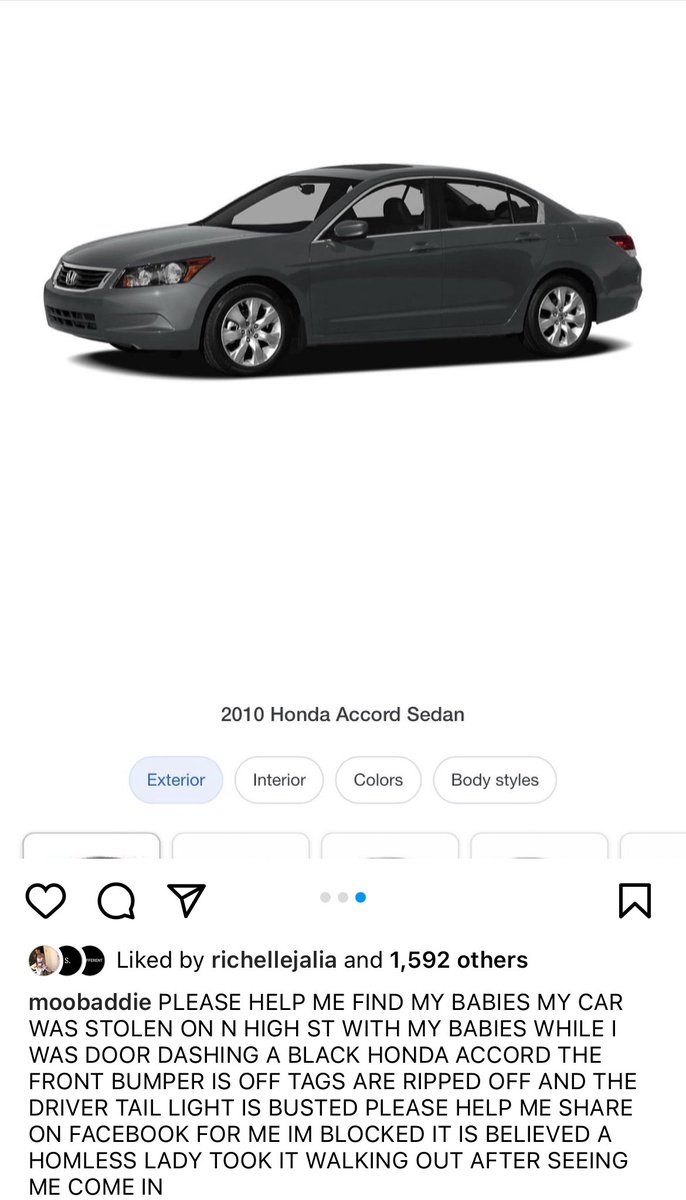 2010 Honda Accord Sedan
Exterior
Interior
Colors
Body styles
S.
FFERENT
Liked by richellejalia and 1,592 others
moobaddie PLEASE HELP ME FIND MY BABIES MY CAR
WAS STOLEN ON N HIGH ST WITH MY BABIES WHILE I
WAS DOOR DASHING A BLACK HONDA ACCORD THE
FRONT BUMPER IS OFF TAGS ARE RIPPED OFF AND THE
DRIVER TAIL LIGHT IS BUSTED PLEASE HELP ME SHARE
ON FACEBOOK FOR ME IM BLOCKED IT IS BELIEVED A
HOMLESS LADY TOOK IT WALKING OUT AFTER SEEING
ME COME IN